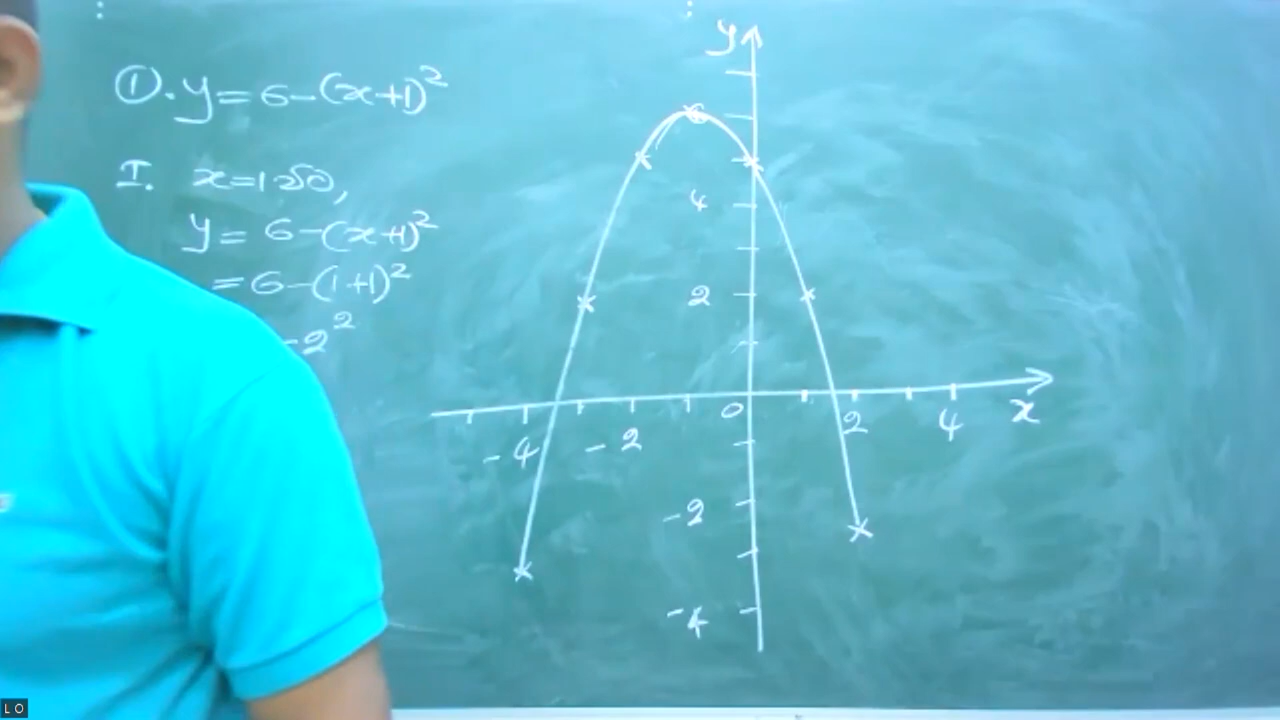 ① . y = 6-(x+1)²
I. x=1
y = 6-(x+1)²
= 6-(1+1)²
-2²
y
4
2
0
-4 -2 2 4 x
-2
-4
LO